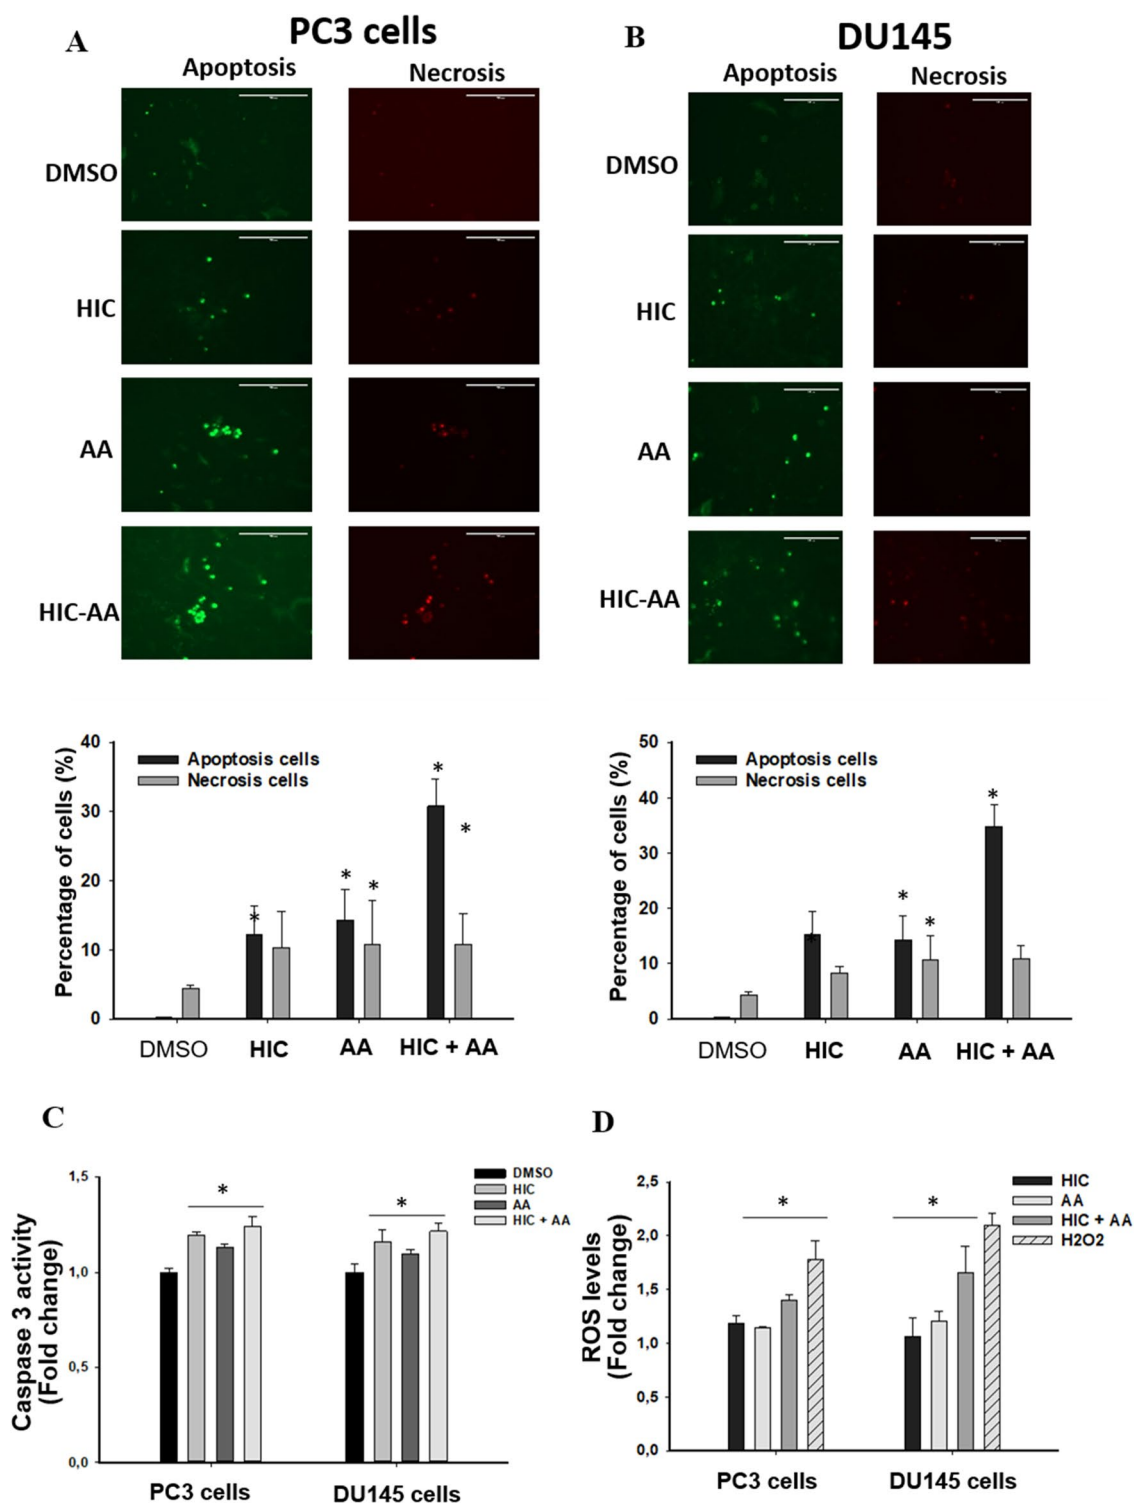 A
PC3 cells
Apoptosis
Necrosis
DMSO
HIC
AA
HIC-AA
B
DU145
Apoptosis
Necrosis
DMSO
HIC
AA
HIC-AA
Percentage of cells (%)
40
30
20
10
0
Apoptosis cells
Necrosis cells
*
*
*
*
*
DMSO
HIC
AA
HIC + AA
Percentage of cells (%)
50
40
30
20
10
0
Apoptosis cells
Necrosis cells
*
*
*
*
DMSO
HIC
AA
HIC + AA
C
Caspase 3 activity
(Fold change)
1,5
1,0
0,5
0,0
DMSO
HIC
AA
HIC + AA
*
*
PC3 cells
DU145 cells
D
ROS levels
(Fold change)
2,5
2,0
1,5
1,0
0,5
0,0
HIC
AA
HIC + AA
H2O2
*
*
PC3 cells
DU145 cells